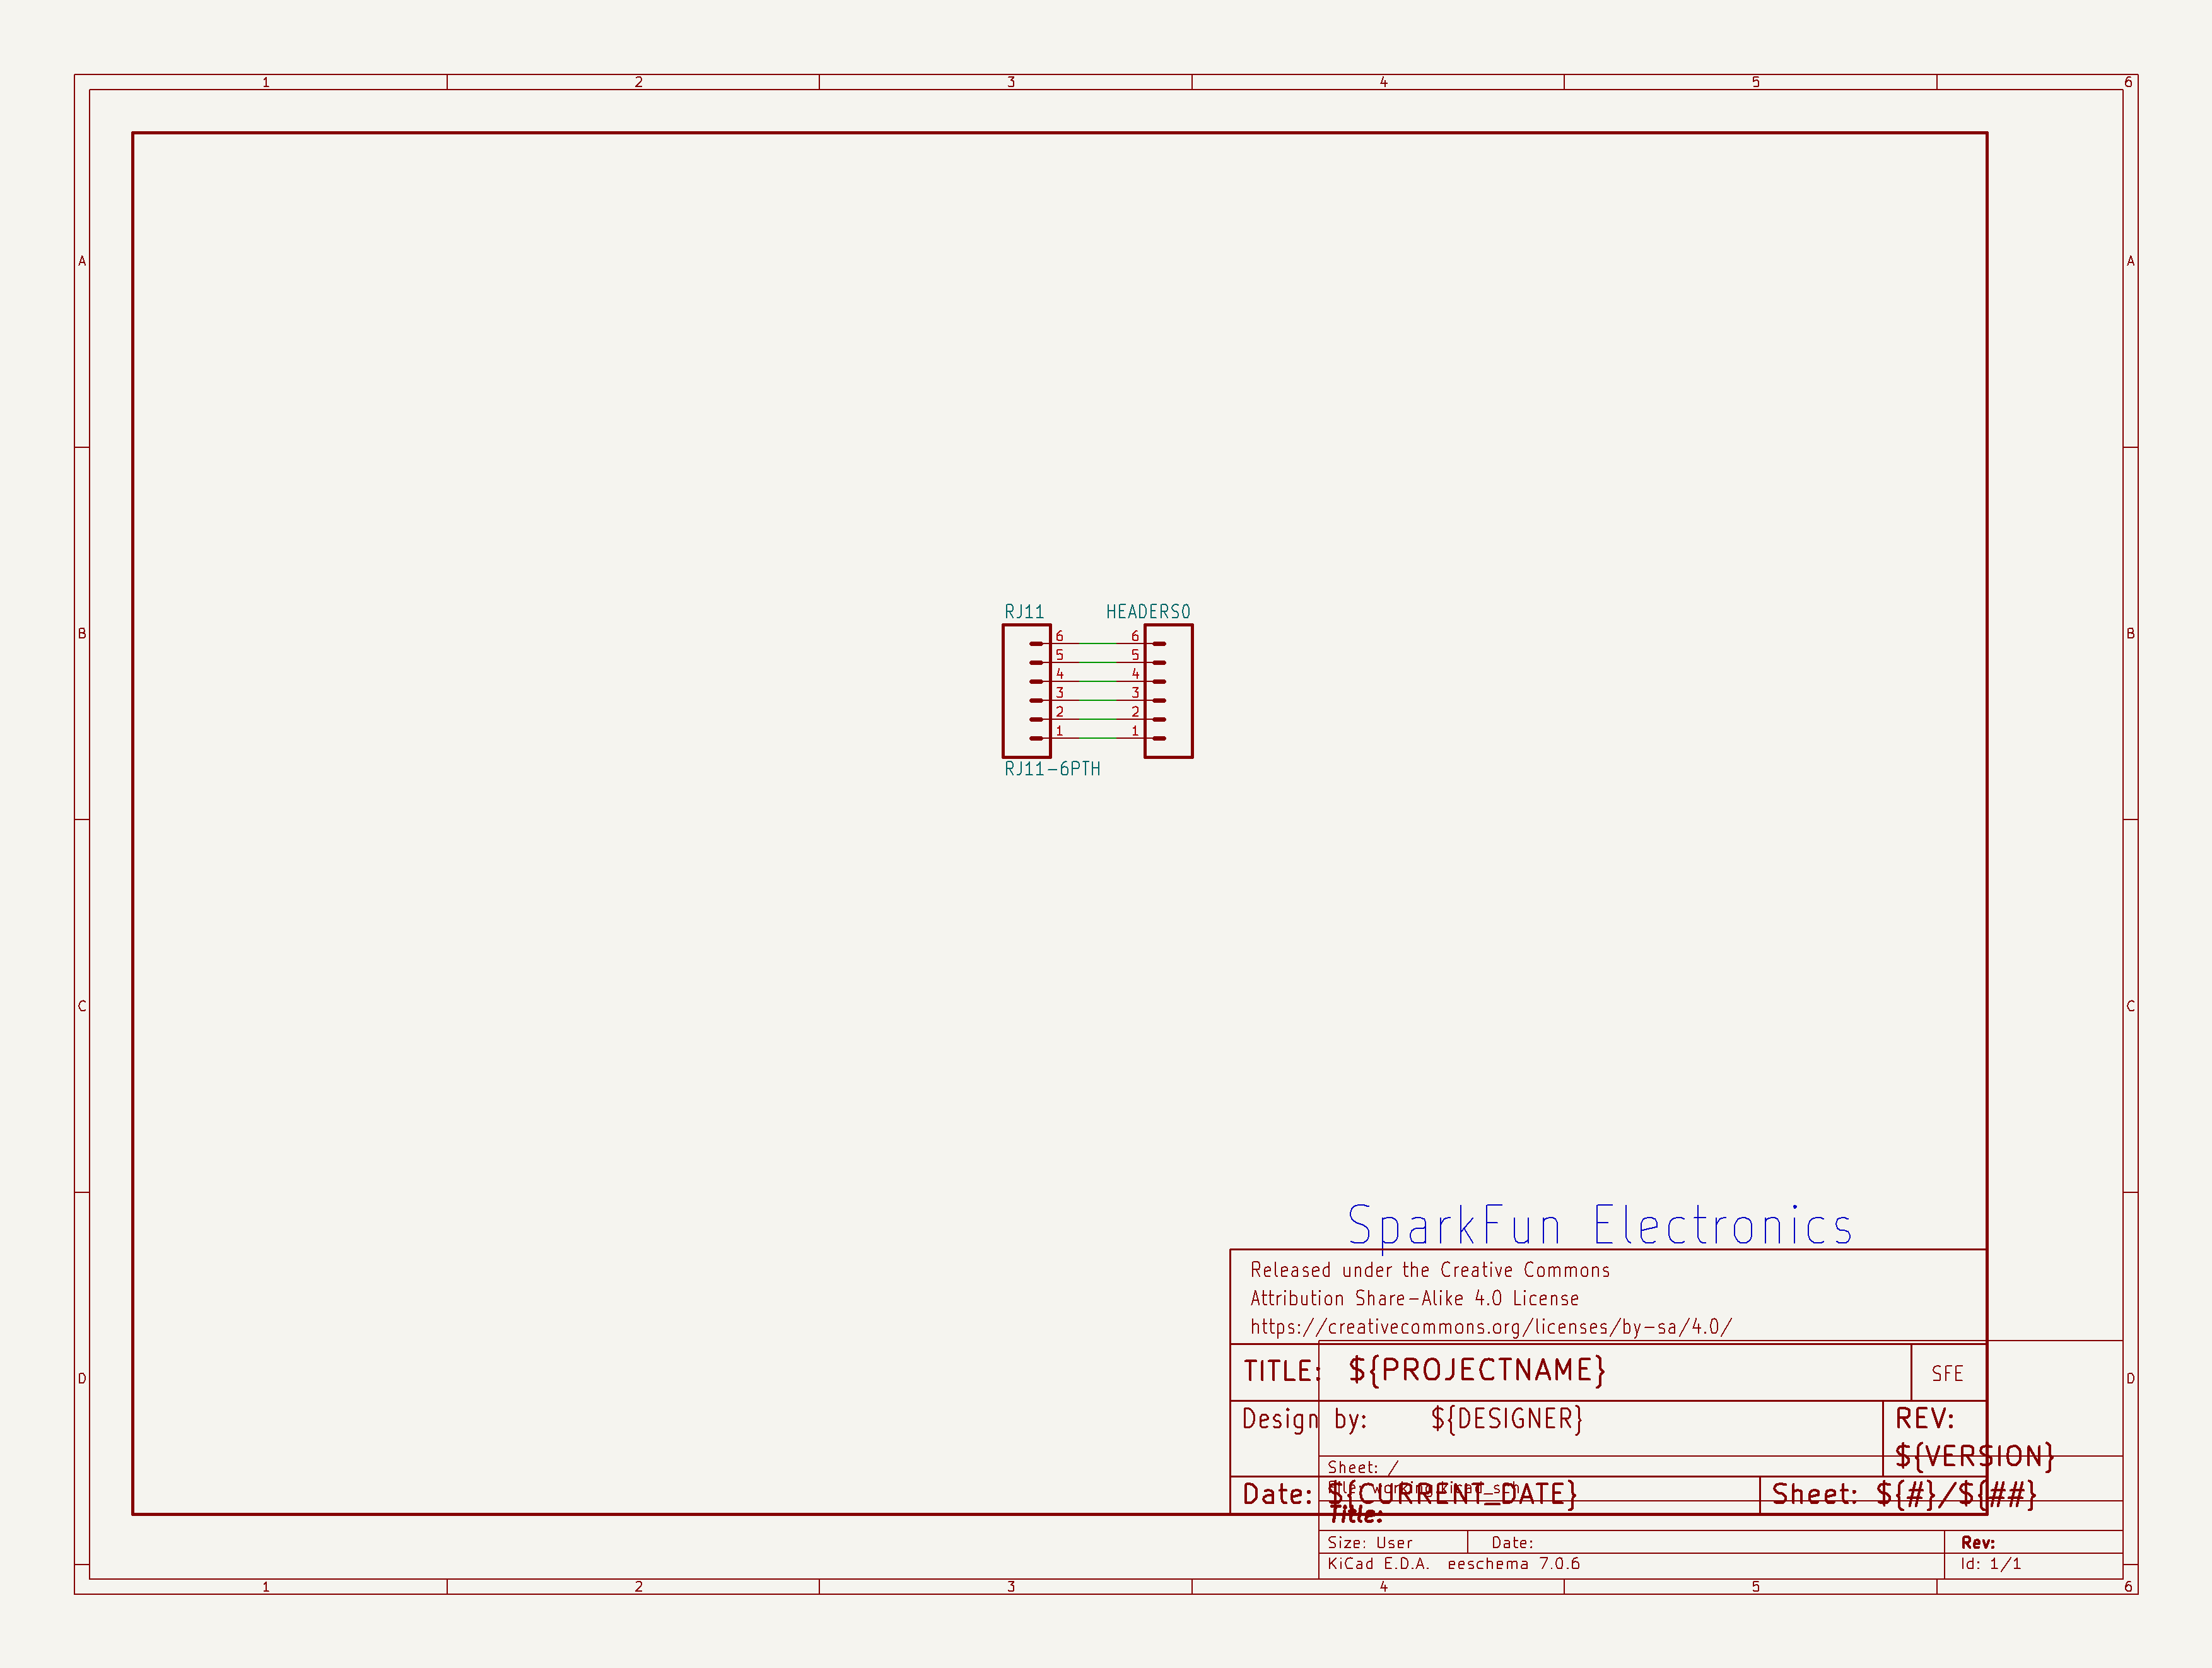 1 2 3 4 5 6
A A
RJ11 HEADERS0
B B
6 6
5 5
4 4
3 3
2 2
1 1
RJ11-6PTH
C C
SparkFun Electronics
Released under the Creative Commons
Attribution Share-Alike 4.0 License
https://creativecommons.org/licenses/by-sa/4.0/
TITLE: ${PROJECTNAME} SFE
D D
Design by: ${DESIGNER} REV:
${VERSION}
Sheet: /
File: working.kicad_sch
Date: ${CURRENT_DATE} Sheet: ${#}/${##}
Title:
Size: User Date: Rev:
KiCad E.D.A. eeschema 7.0.6 Id: 1/1
1 2 3 4 5 6